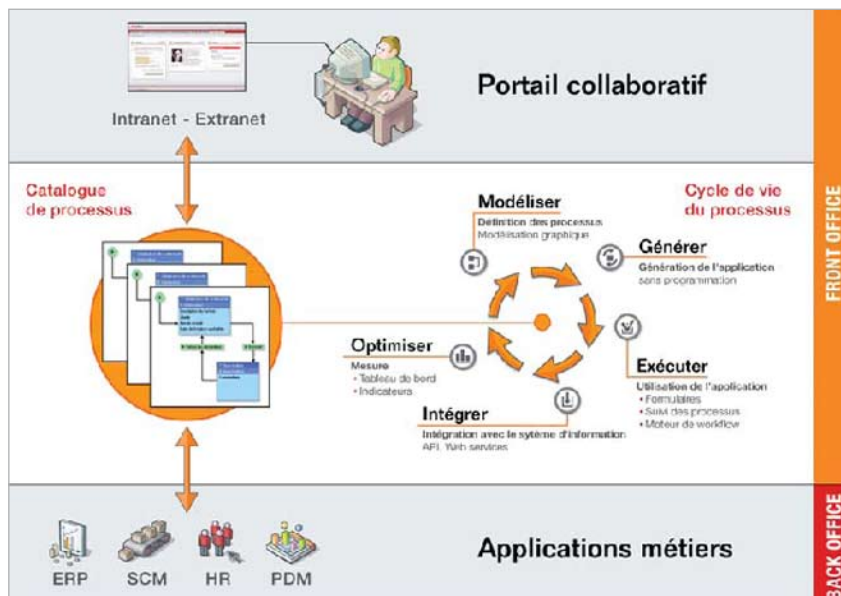 Portail collaboratif
Intranet - Extranet
FRONT OFFICE
Catalogue
de processus
Cycle de vie
du processus
Modéliser
Définition des processus
Modélisation graphique
Générer
Génération de l'application
sans programmation
Exécuter
Utilisation de l'application
• Formulaires
• Suivi des processus
• Moteur de workflow
Intégrer
Intégration avec le sytème d'information
API, Web services
Optimiser
Mesure
• Tableau de bord
• Indicateurs
Applications métiers
ERP
SCM
HR
PDM
BACK OFFICE